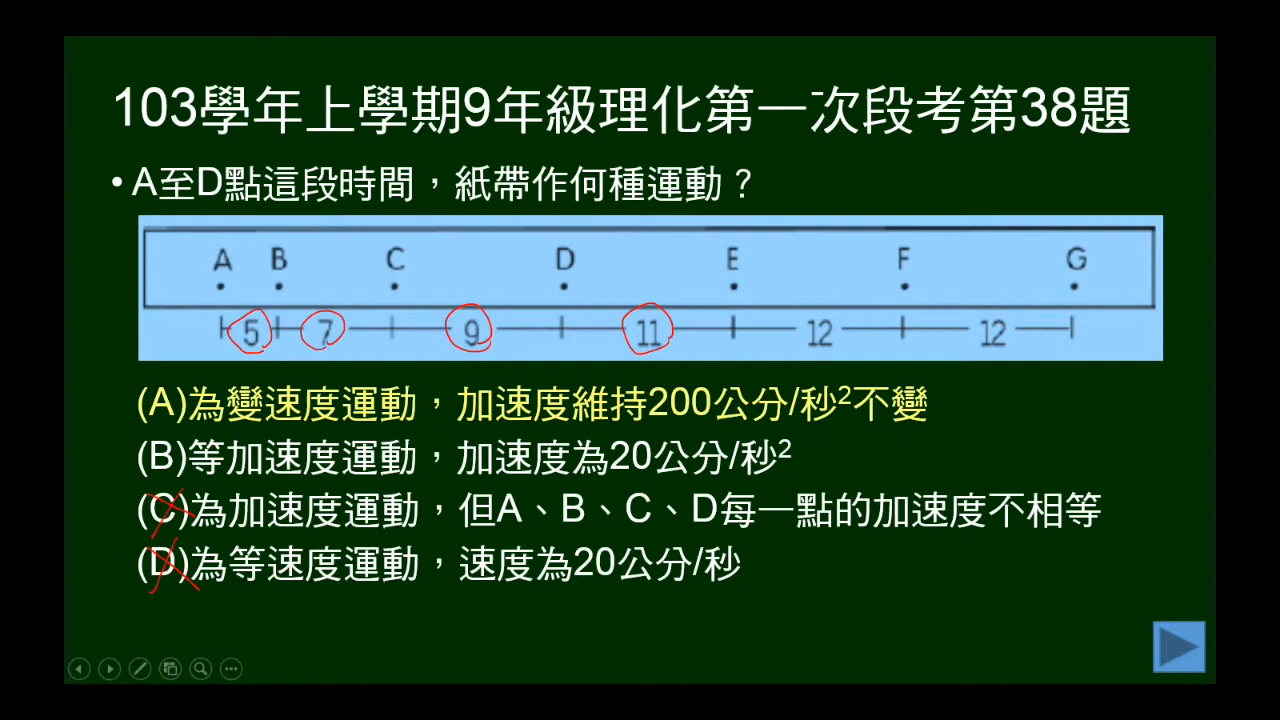 103學年上學期9年級理化第一次段考第38題
•A至D點這段時間，紙帶作何種運動？
A B C D E F G
5 7 9 11 12 12
(A)為變速度運動，加速度維持200公分/秒²不變
(B)等加速度運動，加速度為20公分/秒²
(C)為加速度運動，但A、B、C、D每一點的加速度不相等
(D)為等速度運動，速度為20公分/秒